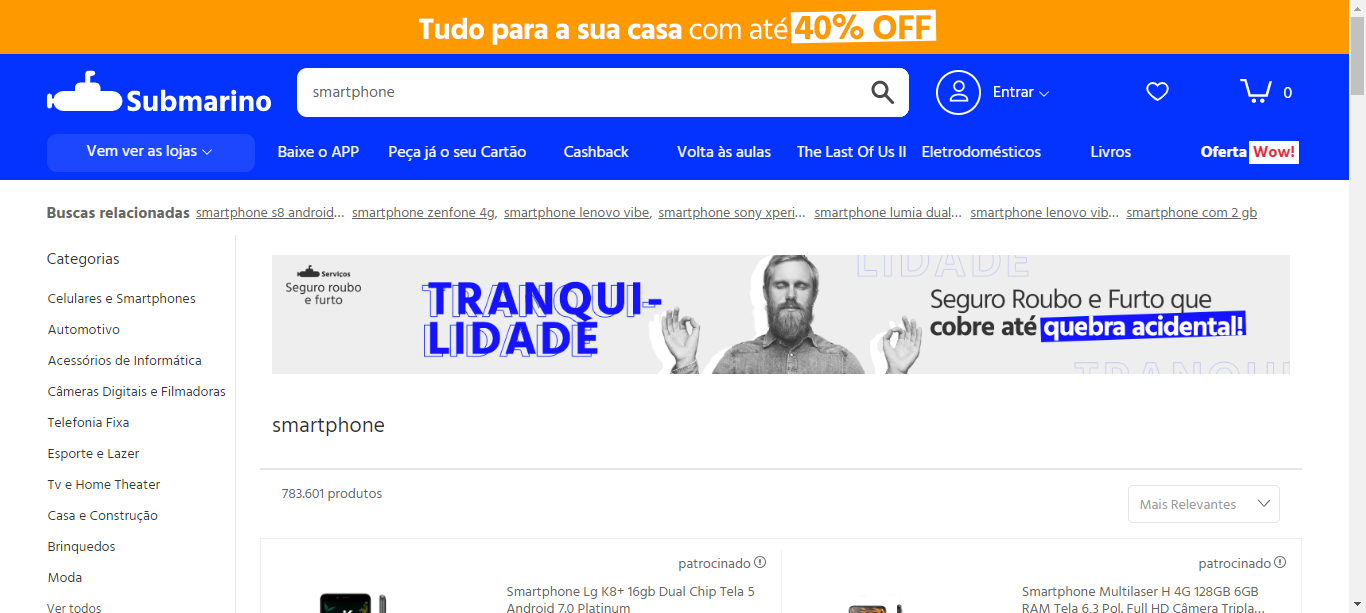 Tudo para a sua casa com até 40% OFF
Submarino
smartphone
Entrar
0
Vem ver as lojas
Baixe o APP
Peça já o seu Cartão
Cashback
Volta às aulas
The Last Of Us II
Eletrodomésticos
Livros
Oferta Wow!
Buscas relacionadas smartphone s8 android... smartphone zenfone 4g, smartphone lenovo vibe, smartphone sony xperi... smartphone lumia dual... smartphone lenovo vib... smartphone com 2 gb
Categorias
Celulares e Smartphones
Automotivo
Acessórios de Informática
Câmeras Digitais e Filmadoras
Telefonia Fixa
Esporte e Lazer
Tv e Home Theater
Casa e Construção
Brinquedos
Moda
Ver todos
Serviços
Seguro roubo
e furto
TRANQUI-
LIDADE
LIDADE
Seguro Roubo e Furto que
cobre até quebra acidental!
TRANQUI
smartphone
783.601 produtos
Mais Relevantes
patrocinado
Smartphone Lg K8+ 16gb Dual Chip Tela 5
Android 7.0 Platinum
patrocinado
Smartphone Multilaser H 4G 128GB 6GB
RAM Tela 6.3 Pol. Full HD Câmera Tripla...